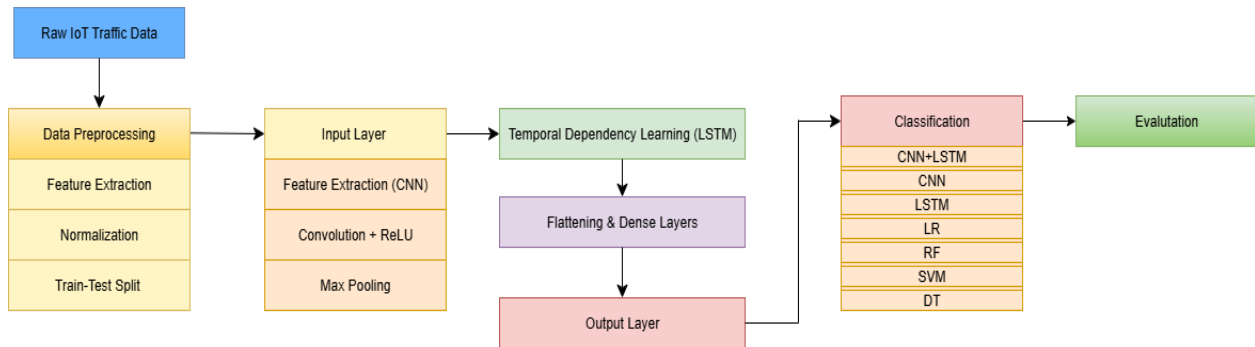 Raw IoT Traffic Data
Data Preprocessing
Feature Extraction
Normalization
Train-Test Split
Input Layer
Feature Extraction (CNN)
Convolution + ReLU
Max Pooling
Temporal Dependency Learning (LSTM)
Flattening & Dense Layers
Output Layer
Classification
CNN+LSTM
CNN
LSTM
LR
RF
SVM
DT
Evalutation